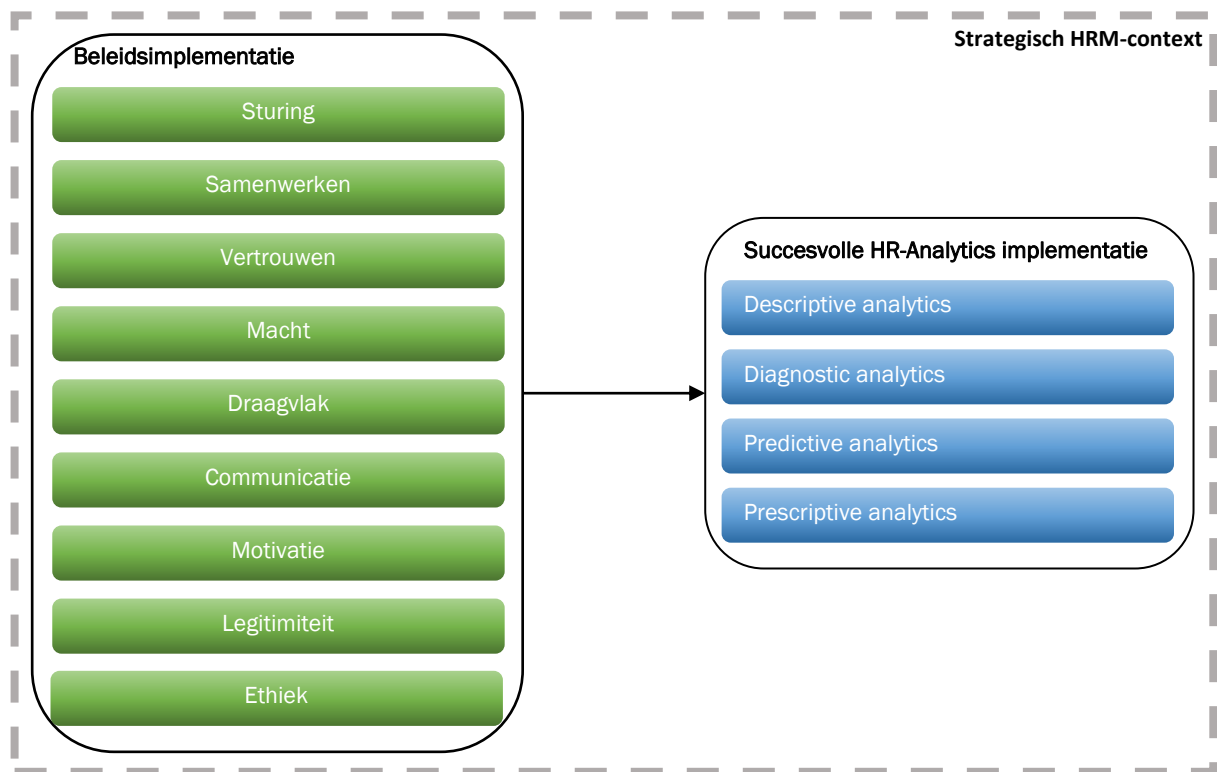 Strategisch HRM-context
Beleidsimplementatie
Sturing
Samenwerken
Vertrouwen
Macht
Draagvlak
Communicatie
Motivatie
Legitimiteit
Ethiek
Succesvolle HR-Analytics implementatie
Descriptive analytics
Diagnostic analytics
Predictive analytics
Prescriptive analytics